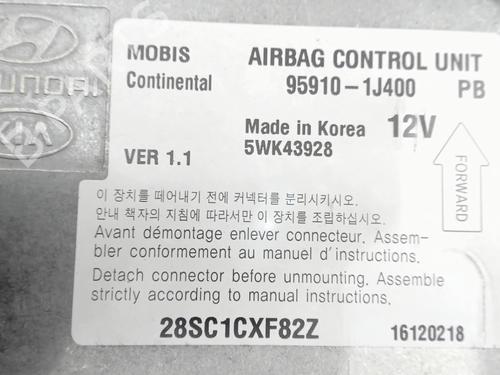 HYUNDAI
KIA
MOBIS AIRBAG CONTROL UNIT
Continental 95910-1J400 PB
Made in Korea 12V
VER 1.1 5WK43928
FORWARD
이 장치를 떼어내기 전에 커넥터를 분리시키십시오.
안내 책자의 지침에 따라서만 이 장치를 조립하십시오.
Avant démontage enlever connecteur. Assem-
bler conformement au manuel d'instructions.
Detach connector before unmounting. Assemble
strictly according to manual instructions.
28SC1CXF82Z 16120218